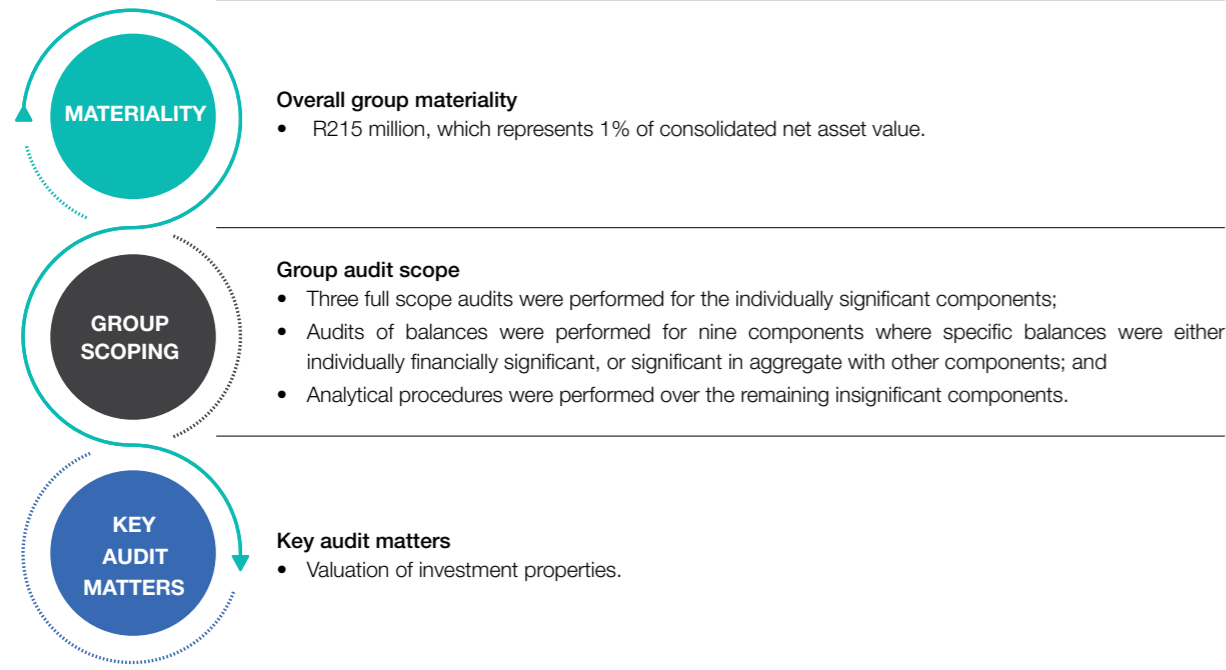 MATERIALITY
Overall group materiality
• R215 million, which represents 1% of consolidated net asset value.
GROUP
SCOPING
Group audit scope
• Three full scope audits were performed for the individually significant components;
• Audits of balances were performed for nine components where specific balances were either
individually financially significant, or significant in aggregate with other components; and
• Analytical procedures were performed over the remaining insignificant components.
KEY
AUDIT
MATTERS
Key audit matters
• Valuation of investment properties.